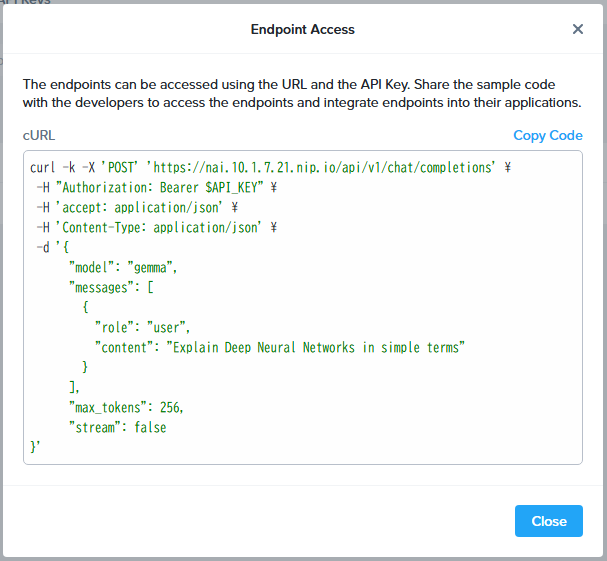 Endpoint Access
The endpoints can be accessed using the URL and the API Key. Share the sample code
with the developers to access the endpoints and integrate endpoints into their applications.
cURL
Copy Code
curl -k -X 'POST' 'https://nai.10.1.7.21.nip.io/api/v1/chat/completions' ¥
-H "Authorization: Bearer $API_KEY" ¥
-H 'accept: application/json' ¥
-H 'Content-Type: application/json' ¥
-d '{
"model": "gemma",
"messages": [
{
"role": "user",
"content": "Explain Deep Neural Networks in simple terms"
}
],
"max_tokens": 256,
"stream": false
}'
Close